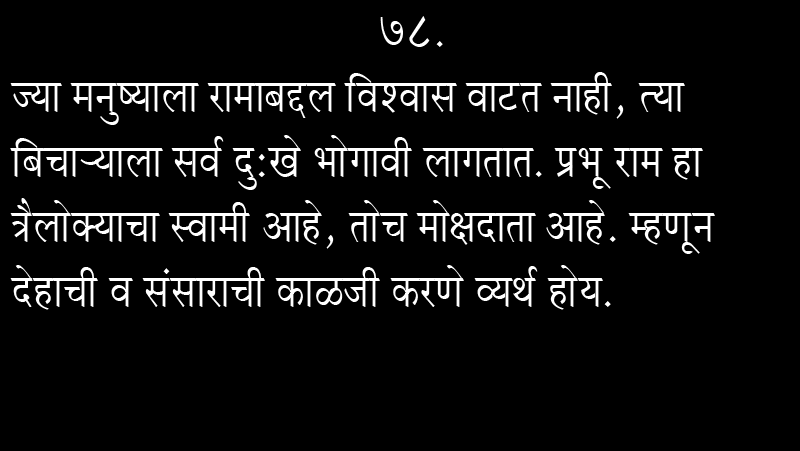 ७८.
ज्या मनुष्याला रामाबद्दल विश्वास वाटत नाही, त्या
बिचाऱ्याला सर्व दु:खे भोगावी लागतात. प्रभू राम हा
त्रैलोक्याचा स्वामी आहे, तोच मोक्षदाता आहे. म्हणून
देहाची व संसाराची काळजी करणे व्यर्थ होय.